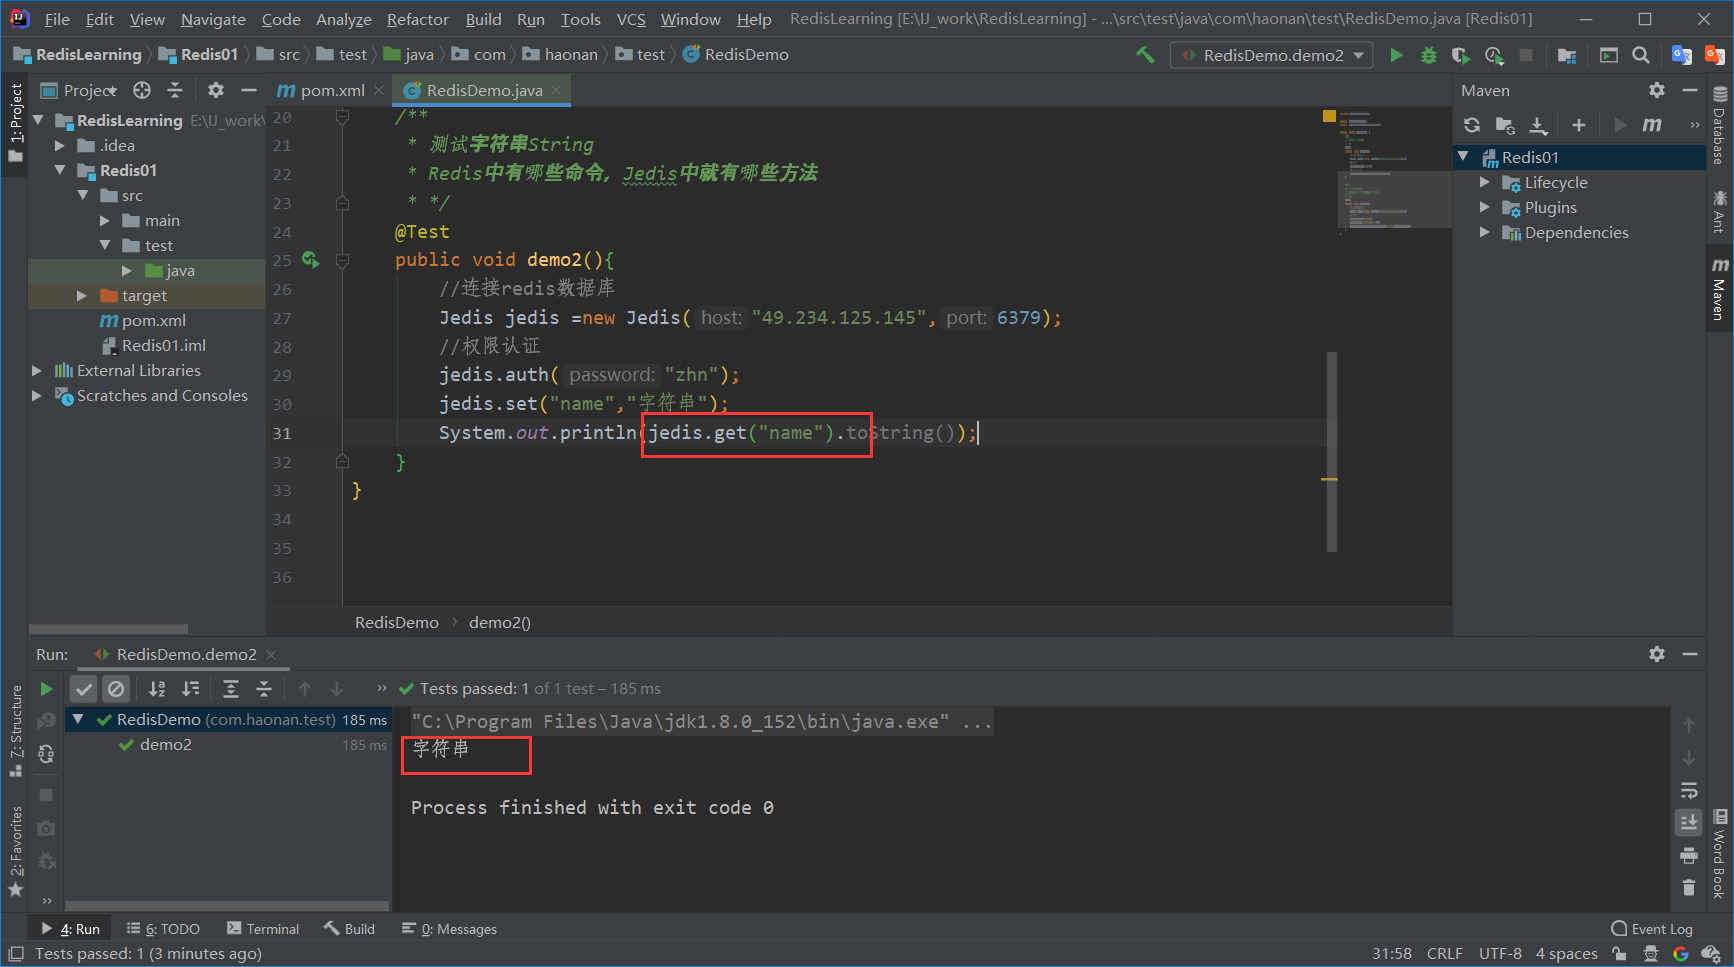 File Edit View Navigate Code Analyze Refactor Build Run Tools VCS Window Help RedisLearning [E:\IJ_work\RedisLearning] - ...\src\test\java\com\haonan\test\RedisDemo.java [Redis01]
RedisLearning Redis01 src test java com haonan test RedisDemo RedisDemo.demo2
1: Project
Project
pom.xml RedisDemo.java
Maven
RedisLearning E:\IJ_work\
.idea
Redis01
src
main
test
java
target
pom.xml
Redis01.iml
External Libraries
Scratches and Consoles
20 /**
21 * 测试字符串String
22 * Redis中有哪些命令, Jedis中就有哪些方法
23 * */
24 @Test
25 public void demo2(){
26 //连接redis数据库
27 Jedis jedis =new Jedis( host: "49.234.125.145", port: 6379);
28 //权限认证
29 jedis.auth( password: "zhn");
30 jedis.set("name","字符串");
31 System.out.println(jedis.get("name").toString());
32 }
33 }
34
35
36
RedisDemo demo2()
Redis01
Lifecycle
Plugins
Dependencies
Database
Ant
Maven
Run: RedisDemo.demo2
Tests passed: 1 of 1 test – 185 ms
RedisDemo (com.haonan.test) 185 ms
demo2 185 ms
"C:\Program Files\Java\jdk1.8.0_152\bin\java.exe" ...
字符串
Process finished with exit code 0
7: Structure
2: Favorites
Word Book
4: Run 6: TODO Terminal Build 0: Messages Event Log
Tests passed: 1 (3 minutes ago) 31:58 CRLF UTF-8 4 spaces